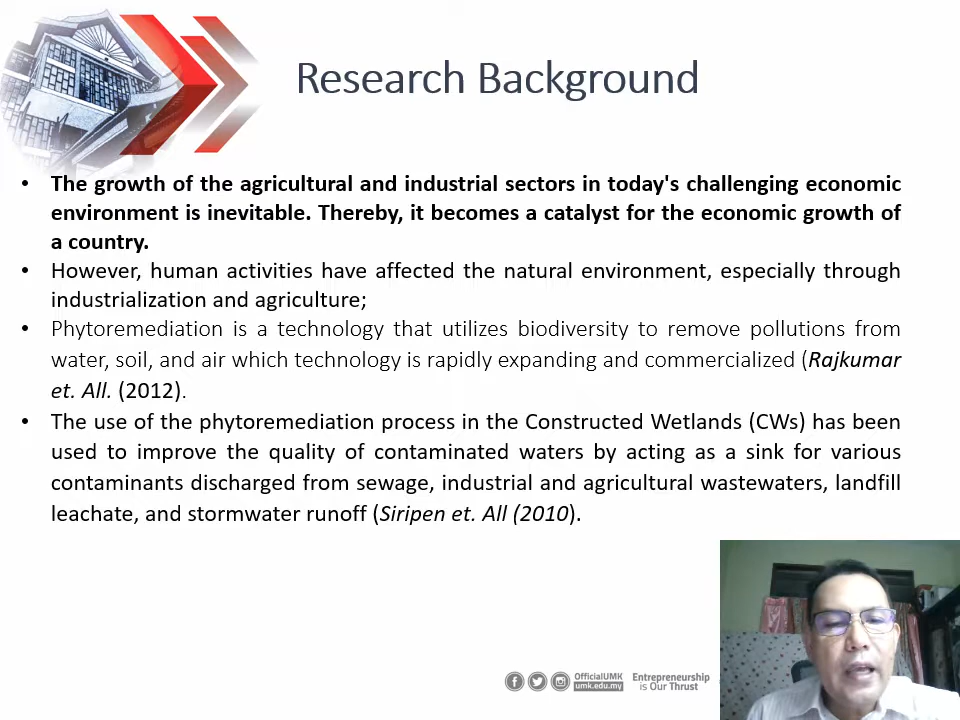 Research Background
• The growth of the agricultural and industrial sectors in today's challenging economic
environment is inevitable. Thereby, it becomes a catalyst for the economic growth of
a country.
• However, human activities have affected the natural environment, especially through
industrialization and agriculture;
• Phytoremediation is a technology that utilizes biodiversity to remove pollutions from
water, soil, and air which technology is rapidly expanding and commercialized (Rajkumar
et. All. (2012).
• The use of the phytoremediation process in the Constructed Wetlands (CWs) has been
used to improve the quality of contaminated waters by acting as a sink for various
contaminants discharged from sewage, industrial and agricultural wastewaters, landfill
leachate, and stormwater runoff (Siripen et. All (2010).
OfficialUMK
umk.edu.my
Entrepreneurship
is Our Thrust